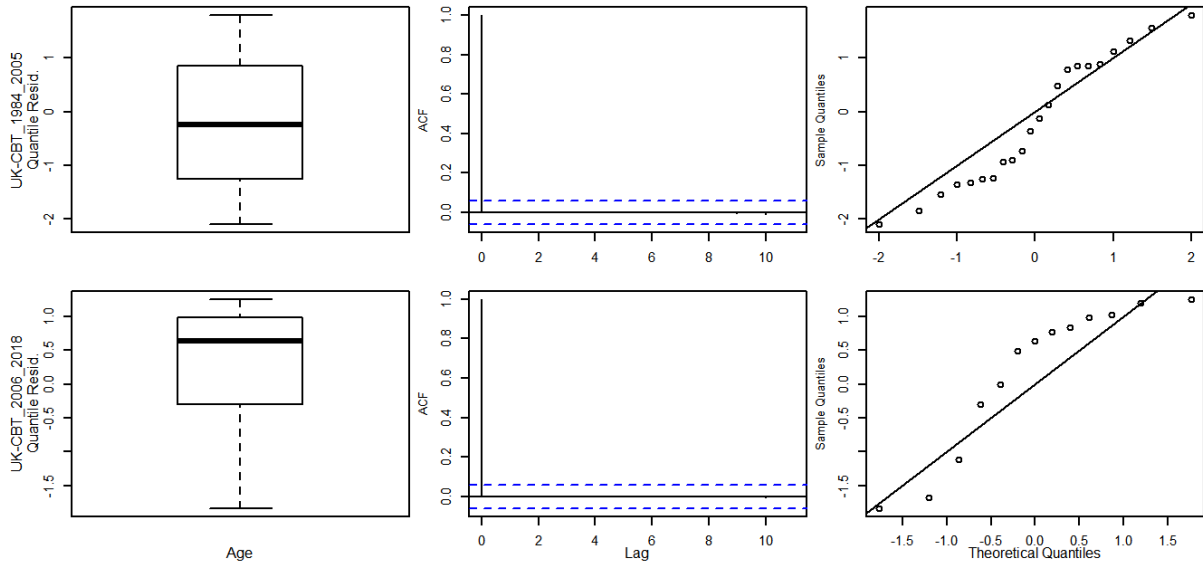 UK-CBT_1984_2005
Quantile Resid.
-2 -1 0 1
ACF
0.0 0.2 0.4 0.6 0.8 1.0
0 2 4 6 8 10
Sample Quantiles
-2 -1 0 1
-2 -1 0 1 2
UK-CBT_2006_2018
Quantile Resid.
-1.5 -0.5 0.0 0.5 1.0
Age
ACF
0.0 0.2 0.4 0.6 0.8 1.0
0 2 4 6 8 10
Lag
Sample Quantiles
-1.5 -0.5 0.0 0.5 1.0
-1.5 -1.0 -0.5 0.0 0.5 1.0 1.5
Theoretical Quantiles